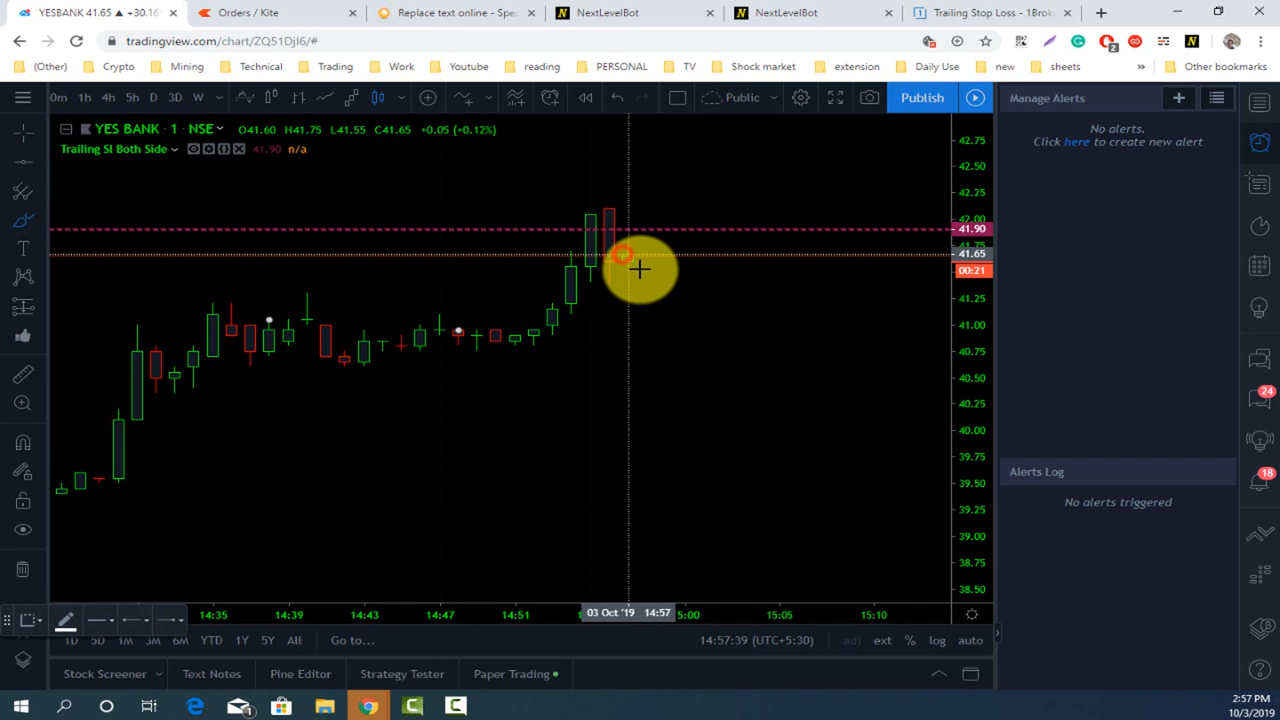 YESBANK 41.65 ▲ +30.16
Orders / Kite
Replace text online - Spe
NextLevelBot
NextLevelBot
Trailing Stop Loss - 1Brok
tradingview.com/chart/ZQ51DjI6/#
2
(Other)
Crypto
Mining
Technical
Trading
Work
Youtube
reading
PERSONAL
TV
Shock market
extension
Daily Use
new
sheets
»
Other bookmarks
0m 1h 4h 5h D 3D W
Public
Publish
Manage Alerts
YES BANK · 1 · NSE
O41.60 H41.75 L41.55 C41.65 +0.05 (+0.12%)
Trailing Sl Both Side
41.90 n/a
No alerts.
Click here to create new alert
42.75
42.50
42.25
42.00
41.90
41.75
41.65
00:21
41.25
41.00
40.75
40.50
40.25
40.00
39.75
39.50
39.25
39.00
38.75
38.50
24
18
Alerts Log
No alerts triggered
14:35
14:39
14:43
14:47
14:51
03 Oct '19 14:57
5:00
15:05
15:10
1D 5D 1M 3M 6M YTD 1Y 5Y All
Go to...
14:57:39 (UTC+5:30)
adj ext % log auto
Stock Screener
Text Notes
Pine Editor
Strategy Tester
Paper Trading
1
2:57 PM
10/3/2019